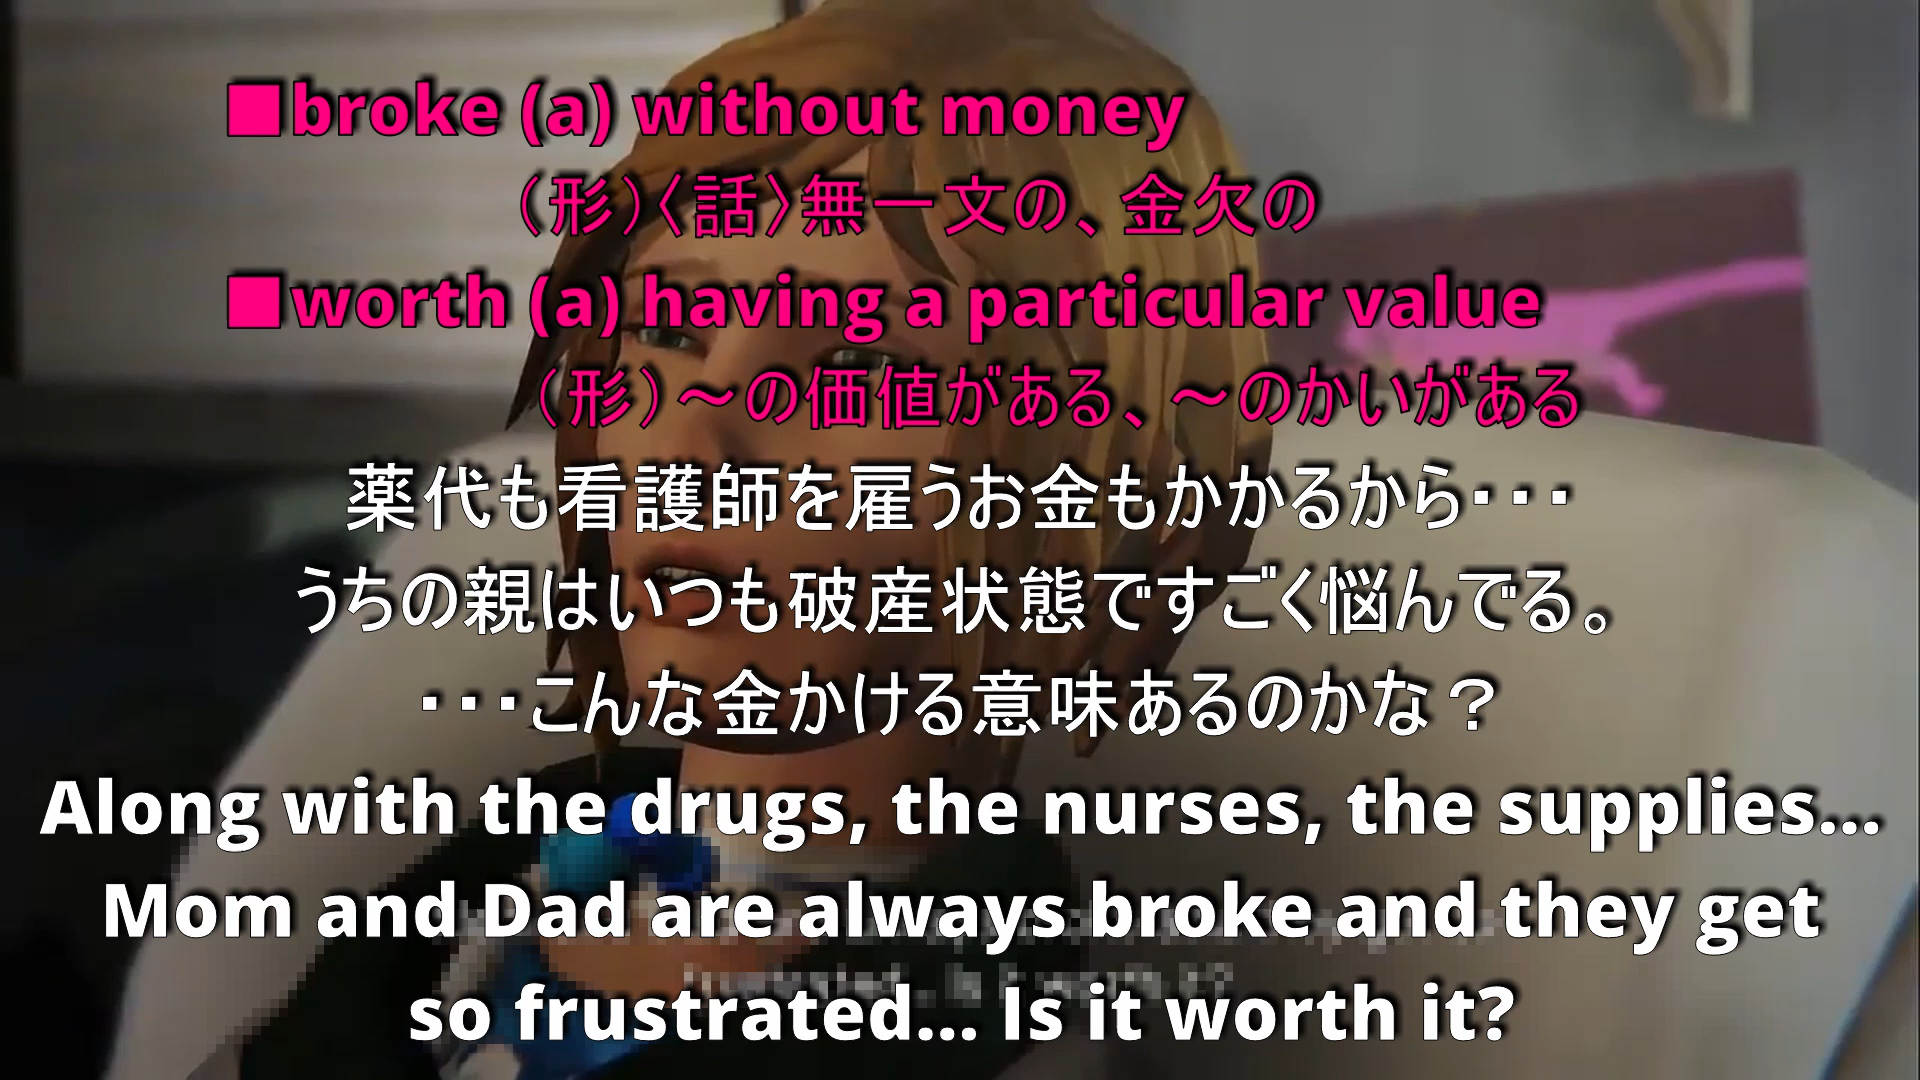 ■broke (a) without money
（形）〈話〉無一文の、金欠の
■worth (a) having a particular value
（形）～の価値がある、～のかいがある
薬代も看護師を雇うお金もかかるから・・・
うちの親はいつも破産状態ですごく悩んでる。
・・・こんな金かける意味あるのかな？
Along with the drugs, the nurses, the supplies...
Mom and Dad are always broke and they get
so frustrated... Is it worth it?